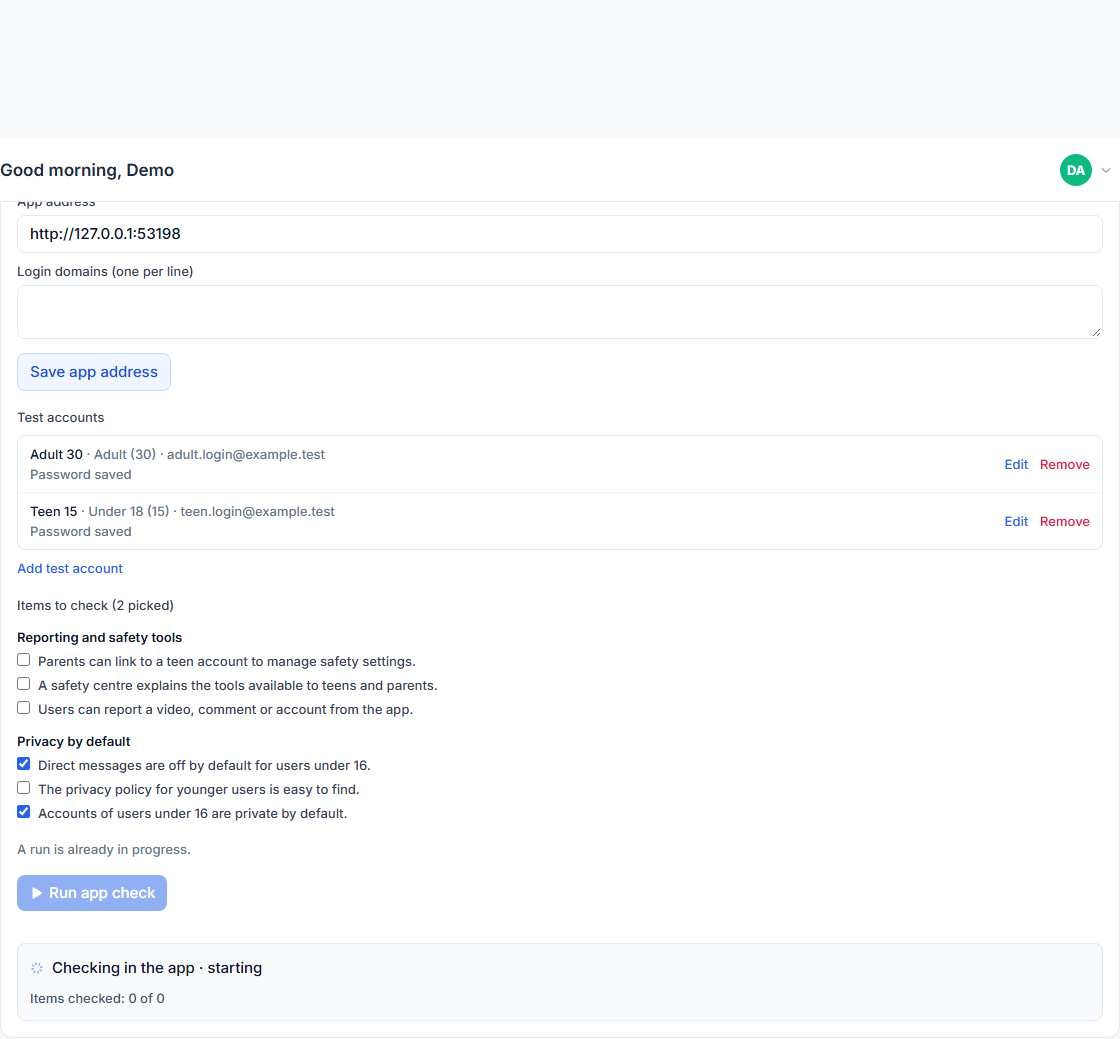 Good morning, Demo
DA
App address
http://127.0.0.1:53198
Login domains (one per line)
Save app address
Test accounts
Adult 30 · Adult (30) · adult.login@example.test
Password saved
Edit Remove
Teen 15 · Under 18 (15) · teen.login@example.test
Password saved
Edit Remove
Add test account
Items to check (2 picked)
Reporting and safety tools
Parents can link to a teen account to manage safety settings.
A safety centre explains the tools available to teens and parents.
Users can report a video, comment or account from the app.
Privacy by default
Direct messages are off by default for users under 16.
The privacy policy for younger users is easy to find.
Accounts of users under 16 are private by default.
A run is already in progress.
Run app check
Checking in the app · starting
Items checked: 0 of 0